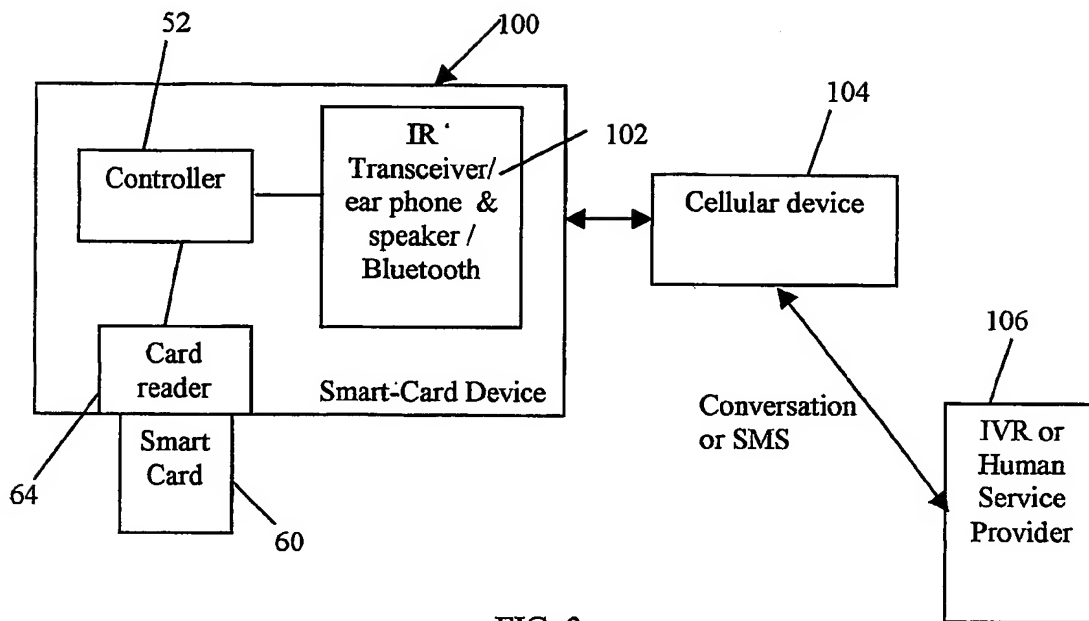 52
100
104
IR
Transceiver/
ear phone &
speaker /
Bluetooth
102
Controller
Cellular device
106
Card
reader
Smart-Card Device
Conversation
or SMS
IVR or
Human
Service
Provider
Smart
Card
64
60